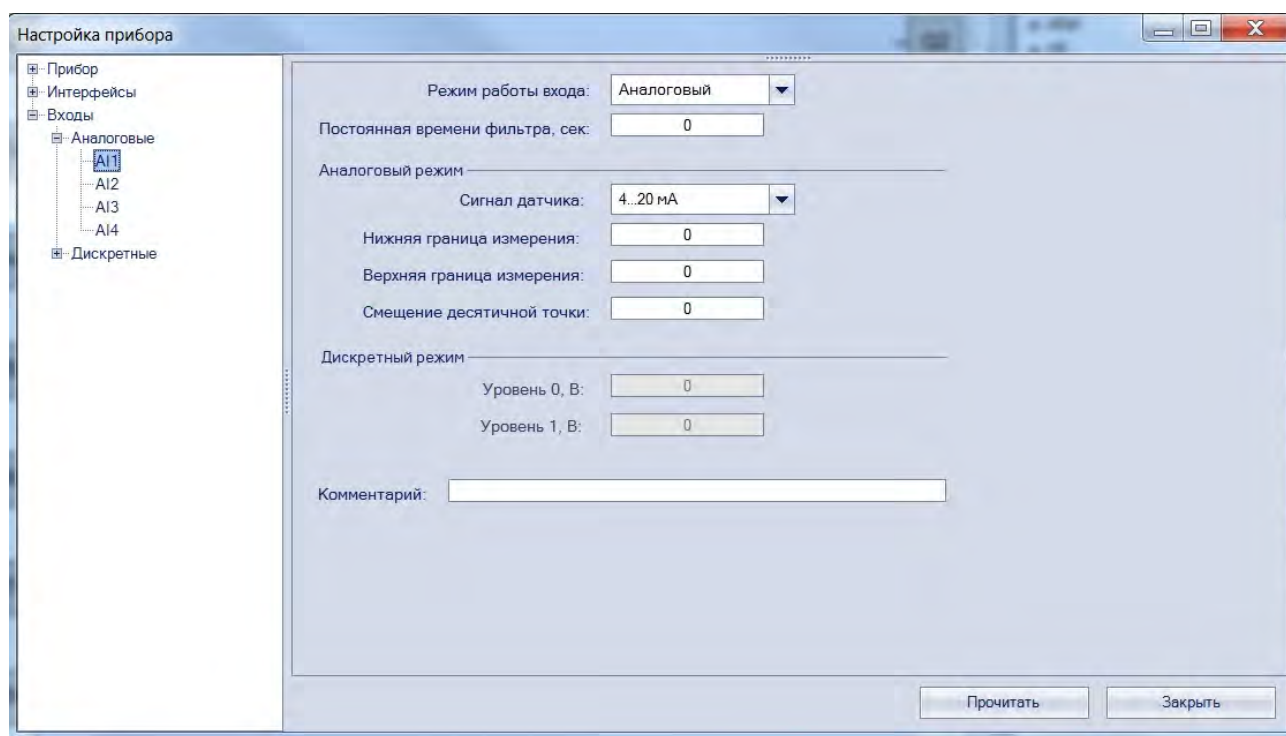 Настройка прибора
Прибор
Интерфейсы
Входы
Аналоговые
AI1
AI2
AI3
AI4
Дискретные
Режим работы входа: Аналоговый
Постоянная времени фильтра, сек: 0
Аналоговый режим
Сигнал датчика: 4...20 мА
Нижняя граница измерения: 0
Верхняя граница измерения: 0
Смещение десятичной точки: 0
Дискретный режим
Уровень 0, В: 0
Уровень 1, В: 0
Комментарий:
Прочитать Закрыть